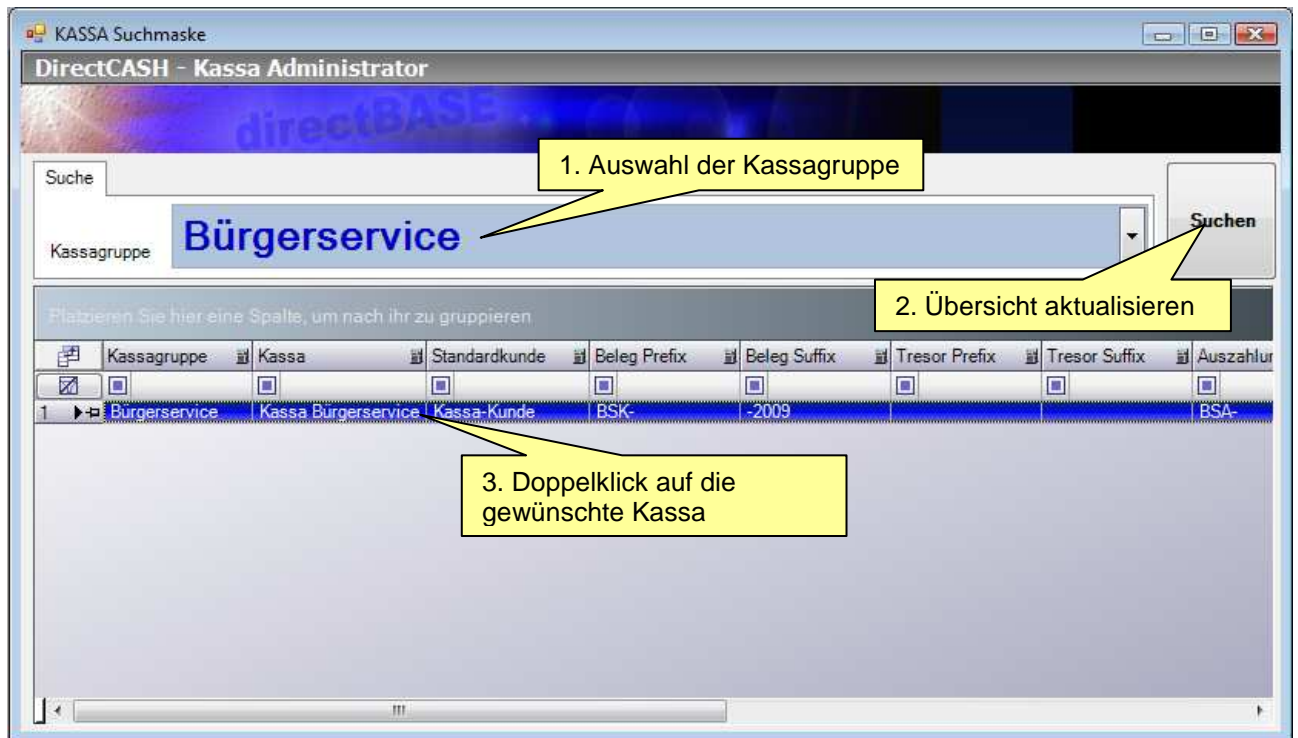 KASSA Suchmaske
DirectCASH - Kassa Administrator
directBASE
1. Auswahl der Kassagruppe
Suche
Kassagruppe
Bürgerservice
Suchen
2. Übersicht aktualisieren
Platzieren Sie hier eine Spalte, um nach ihr zu gruppieren
Kassagruppe Kassa Standardkunde Beleg Prefix Beleg Suffix Tresor Prefix Tresor Suffix Auszahlur
1 Bürgerservice Kassa Bürgerservice Kassa-Kunde BSK- -2009 BSA-
3. Doppelklick auf die
gewünschte Kassa